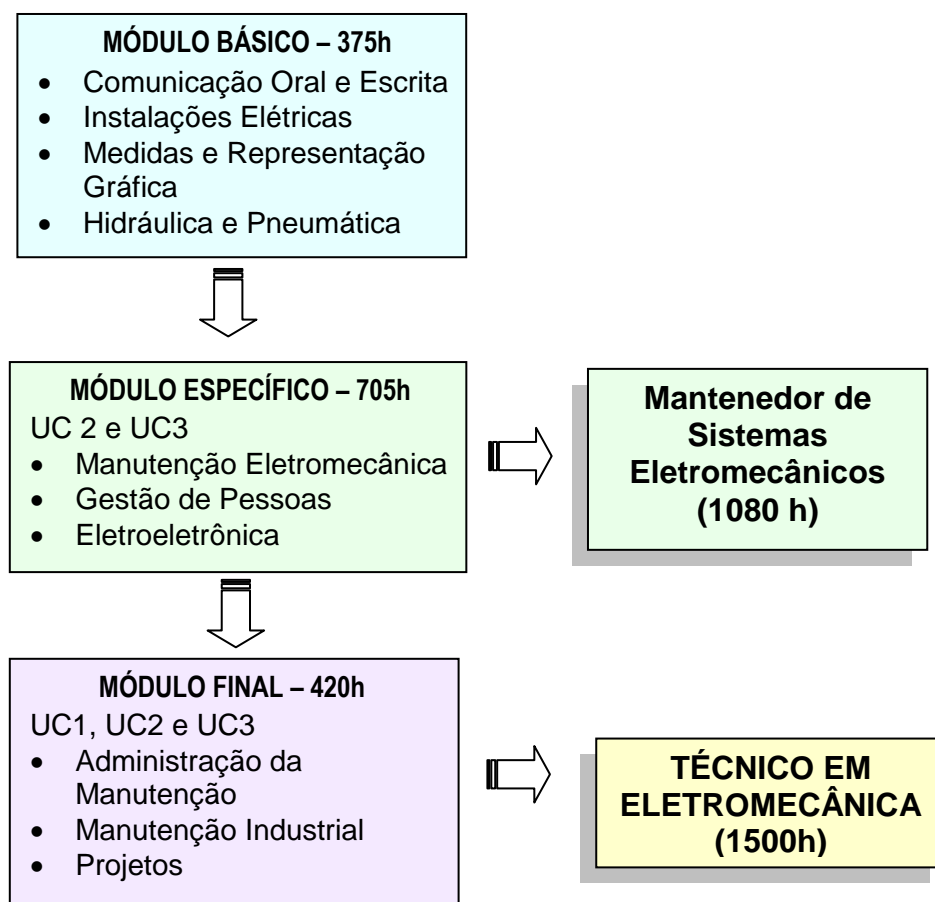 MÓDULO BÁSICO – 375h
• Comunicação Oral e Escrita
• Instalações Elétricas
• Medidas e Representação
Gráfica
• Hidráulica e Pneumática
MÓDULO ESPECÍFICO – 705h
UC 2 e UC3
• Manutenção Eletromecânica
• Gestão de Pessoas
• Eletroeletrônica
Mantenedor de
Sistemas
Eletromecânicos
(1080 h)
MÓDULO FINAL – 420h
UC1, UC2 e UC3
• Administração da
Manutenção
• Manutenção Industrial
• Projetos
TÉCNICO EM
ELETROMECÂNICA
(1500h)